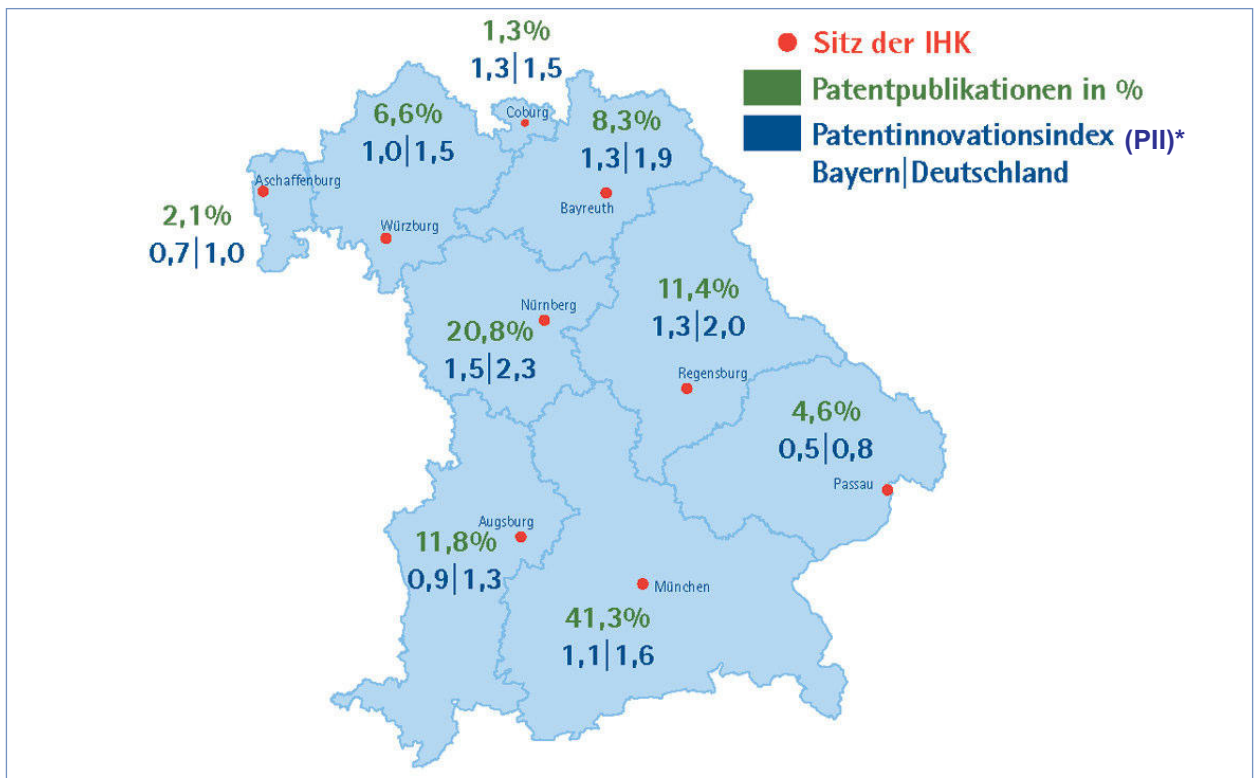 1,3%
1,3|1,5
Coburg
Sitz der IHK
Patentpublikationen in %
Patentinnovationsindex (PII)*
Bayern|Deutschland
6,6%
1,0|1,5
8,3%
1,3|1,9
Aschaffenburg
2,1%
0,7|1,0
Würzburg
Bayreuth
Nürnberg
20,8%
1,5|2,3
11,4%
1,3|2,0
Regensburg
4,6%
0,5|0,8
Passau
Augsburg
11,8%
0,9|1,3
München
41,3%
1,1|1,6